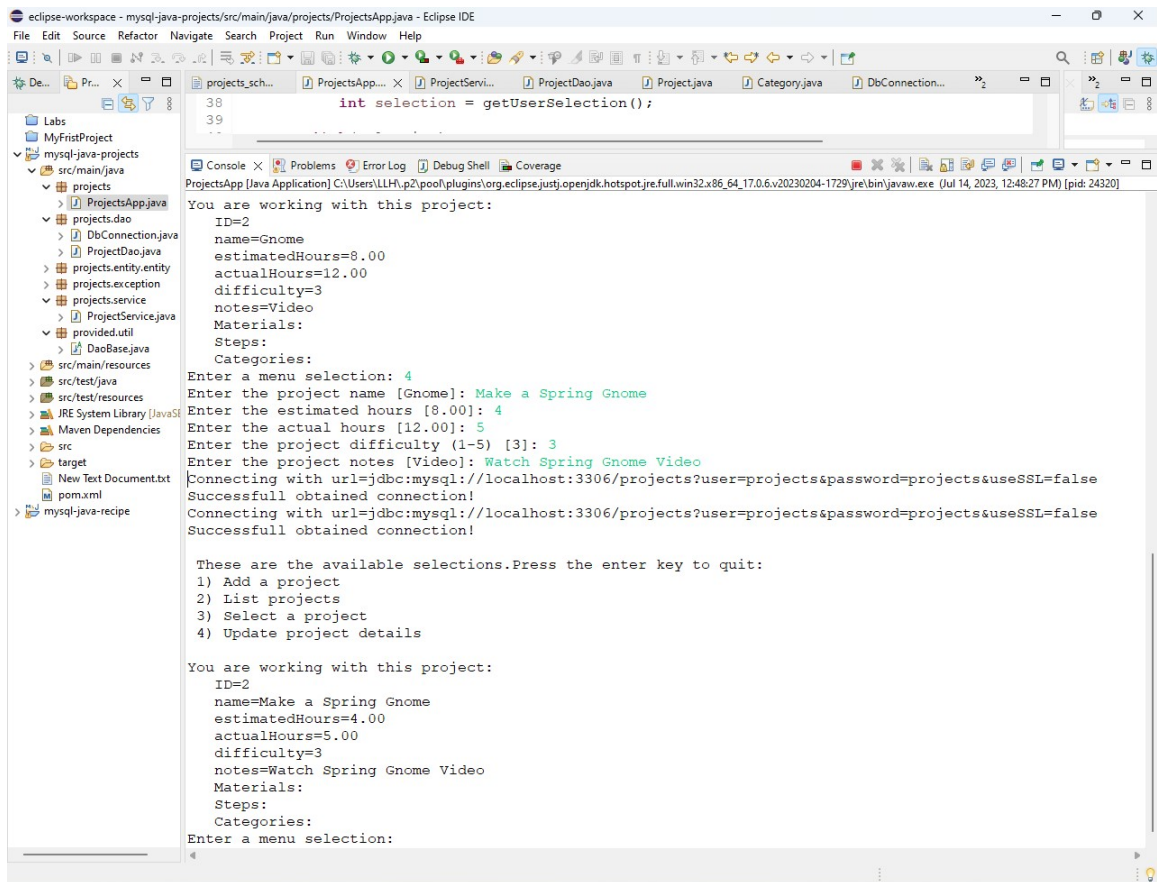 eclipse-workspace - mysql-java-projects/src/main/java/projects/ProjectsApp.java - Eclipse IDE
File Edit Source Refactor Navigate Search Project Run Window Help
De... Pr...
projects_sch... ProjectsApp.... ProjectServi... ProjectDao.java Project.java Category.java DbConnection... »2 »2
38 int selection = getUserSelection();
39
Labs
MyFristProject
mysql-java-projects
src/main/java
projects
ProjectsApp.java
projects.dao
DbConnection.java
ProjectDao.java
projects.entity.entity
projects.exception
projects.service
ProjectService.java
provided.util
DaoBase.java
src/main/resources
src/test/java
src/test/resources
JRE System Library [JavaSE
Maven Dependencies
src
target
New Text Document.txt
pom.xml
mysql-java-recipe
Console Problems Error Log Debug Shell Coverage
ProjectsApp [Java Application] C:\Users\LLH\.p2\pool\plugins\org.eclipse.justj.openjdk.hotspot.jre.full.win32.x86_64_17.0.6.v20230204-1729\jre\bin\javaw.exe (Jul 14, 2023, 12:48:27 PM) [pid: 24320]
You are working with this project:
ID=2
name=Gnome
estimatedHours=8.00
actualHours=12.00
difficulty=3
notes=Video
Materials:
Steps:
Categories:
Enter a menu selection: 4
Enter the project name [Gnome]: Make a Spring Gnome
Enter the estimated hours [8.00]: 4
Enter the actual hours [12.00]: 5
Enter the project difficulty (1-5) [3]: 3
Enter the project notes [Video]: Watch Spring Gnome Video
Connecting with url=jdbc:mysql://localhost:3306/projects?user=projects&password=projects&useSSL=false
Successfull obtained connection!
Connecting with url=jdbc:mysql://localhost:3306/projects?user=projects&password=projects&useSSL=false
Successfull obtained connection!
These are the available selections.Press the enter key to quit:
1) Add a project
2) List projects
3) Select a project
4) Update project details
You are working with this project:
ID=2
name=Make a Spring Gnome
estimatedHours=4.00
actualHours=5.00
difficulty=3
notes=Watch Spring Gnome Video
Materials:
Steps:
Categories:
Enter a menu selection: